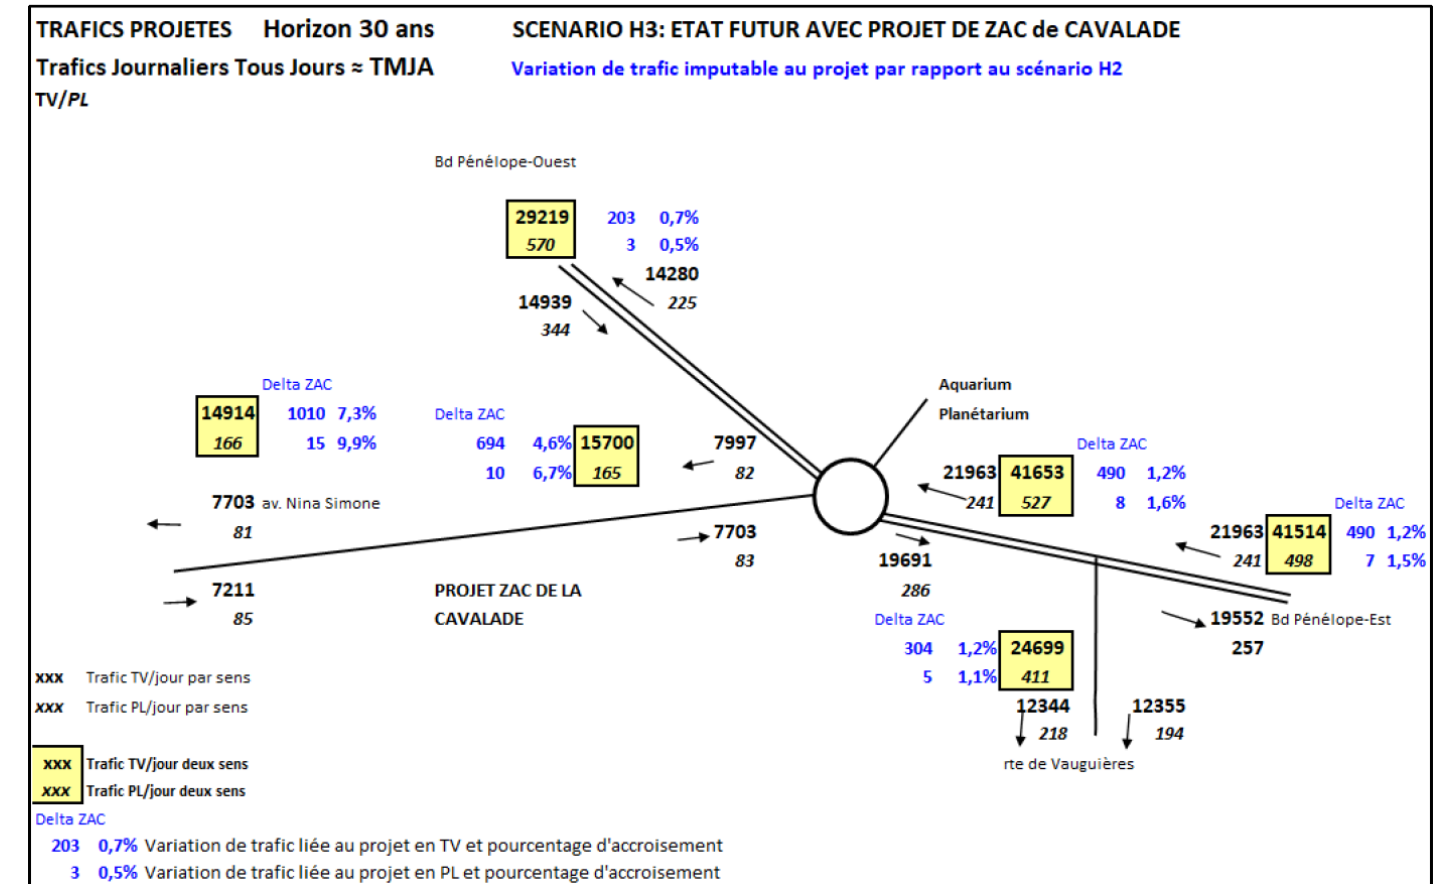 TRAFICS PROJETES Horizon 30 ans SCENARIO H3: ETAT FUTUR AVEC PROJET DE ZAC de CAVALADE
Trafics Journaliers Tous Jours ≈ TMJA Variation de trafic imputable au projet par rapport au scénario H2
TV/PL
Bd Pénélope-Ouest
29219 203 0,7%
570 3 0,5%
14280
225
14939
344
Delta ZAC
14914 1010 7,3%
166 15 9,9%
Delta ZAC
694 4,6% 15700
10 6,7% 165
7997
82
Aquarium
Planétarium
Delta ZAC
21963 41653 490 1,2%
241 527 8 1,6%
Delta ZAC
21963 41514 490 1,2%
241 498 7 1,5%
7703 av. Nina Simone
81
7703
83
19691
286
7211
85
PROJET ZAC DE LA
CAVALADE
19552 Bd Pénélope-Est
257
Delta ZAC
304 1,2% 24699
5 1,1% 411
12344
218
12355
194
rte de Vauguières
xxx Trafic TV/jour par sens
xxx Trafic PL/jour par sens
xxx Trafic TV/jour deux sens
xxx Trafic PL/jour deux sens
Delta ZAC
203 0,7% Variation de trafic liée au projet en TV et pourcentage d'accroisement
3 0,5% Variation de trafic liée au projet en PL et pourcentage d'accroisement